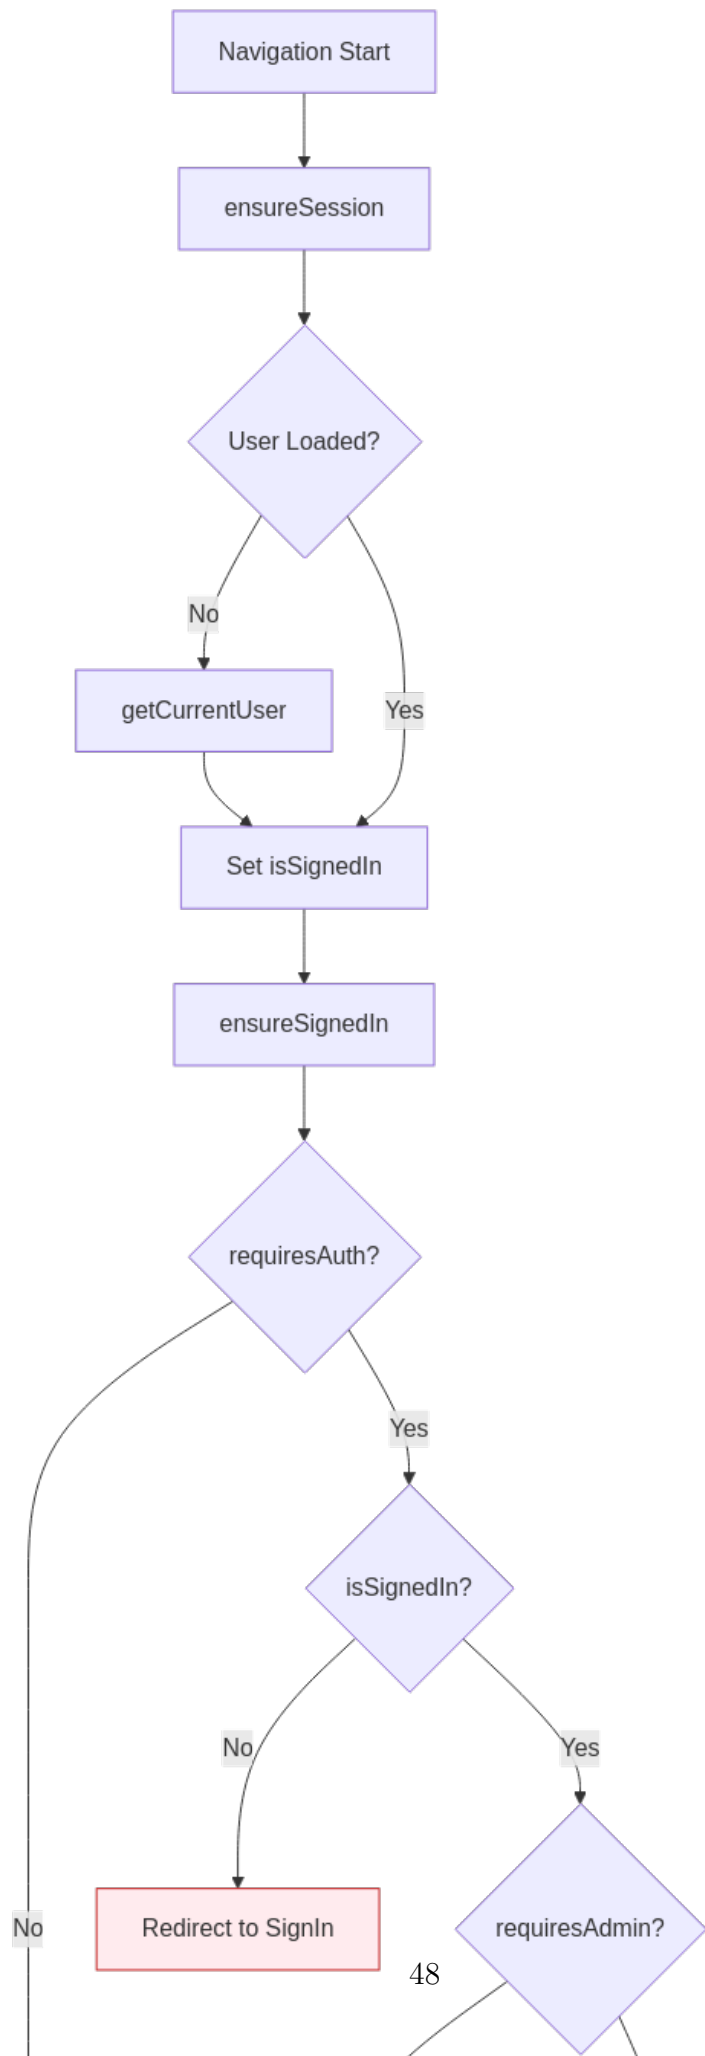 Navigation Start
ensureSession
User Loaded?
No
getCurrentUser
Yes
Set isSignedIn
ensureSignedIn
requiresAuth?
Yes
isSignedIn?
No
Yes
No
Redirect to SignIn
requiresAdmin?
48